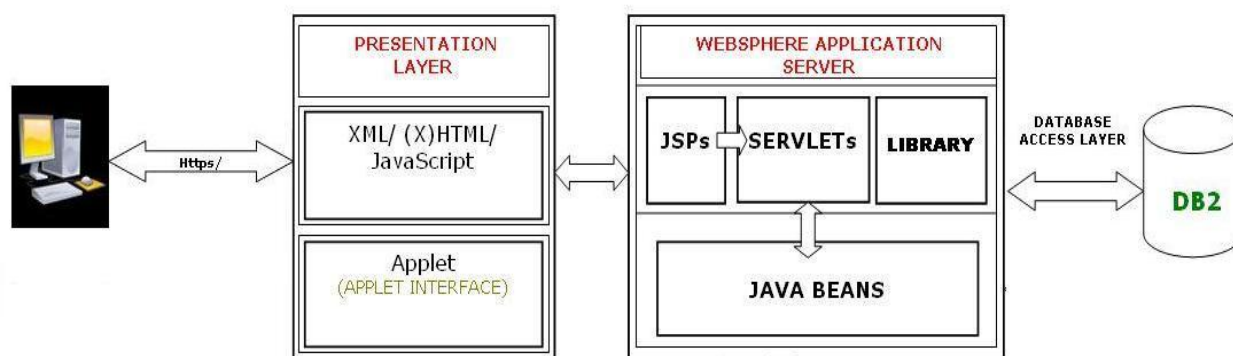 Https/
PRESENTATION
LAYER
XML/ (X)HTML/
JavaScript
Applet
(APPLET INTERFACE)
WEBSPHERE APPLICATION
SERVER
JSPs
SERVLETs
LIBRARY
JAVA BEANS
DATABASE
ACCESS LAYER
DB2